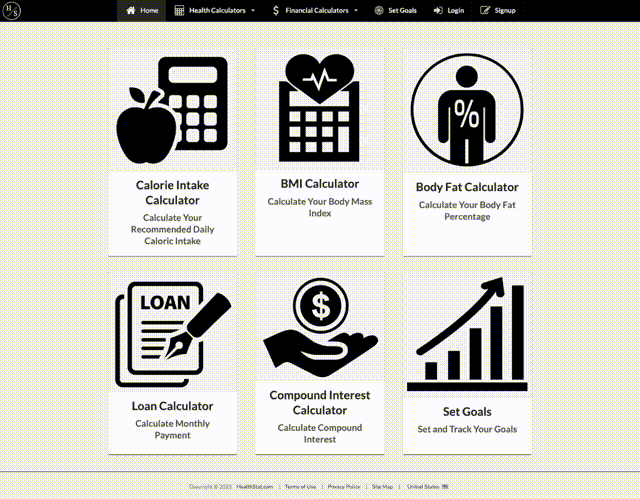 H S
Home Health Calculators Financial Calculators Set Goals Login Signup
Calorie Intake
Calculator
Calculate Your
Recommended Daily
Caloric Intake
BMI Calculator
Calculate Your Body Mass
Index
%
Body Fat Calculator
Calculate Your Body Fat
Percentage
LOAN
Loan Calculator
Calculate Monthly
Payment
$
Compound Interest
Calculator
Calculate Compound
Interest
Set Goals
Set and Track Your Goals
Copyright © 2023 HealthStat.com | Terms of Use | Privacy Policy | Site Map | United States